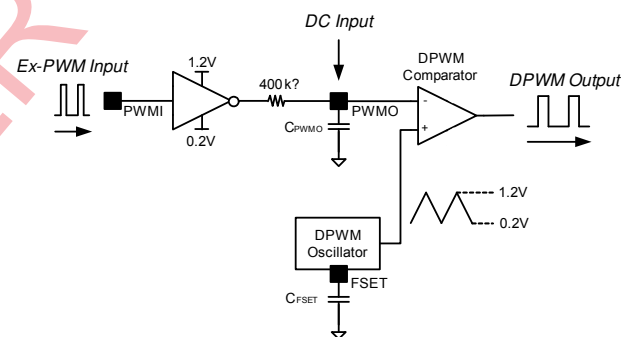 DC Input
Ex-PWM Input
1.2V
DPWM
Comparator
DPWM Output
400k?
PWMI
PWMO
-
+
CPWMO
0.2V
1.2V
0.2V
DPWM
Oscillator
FSET
CFSET